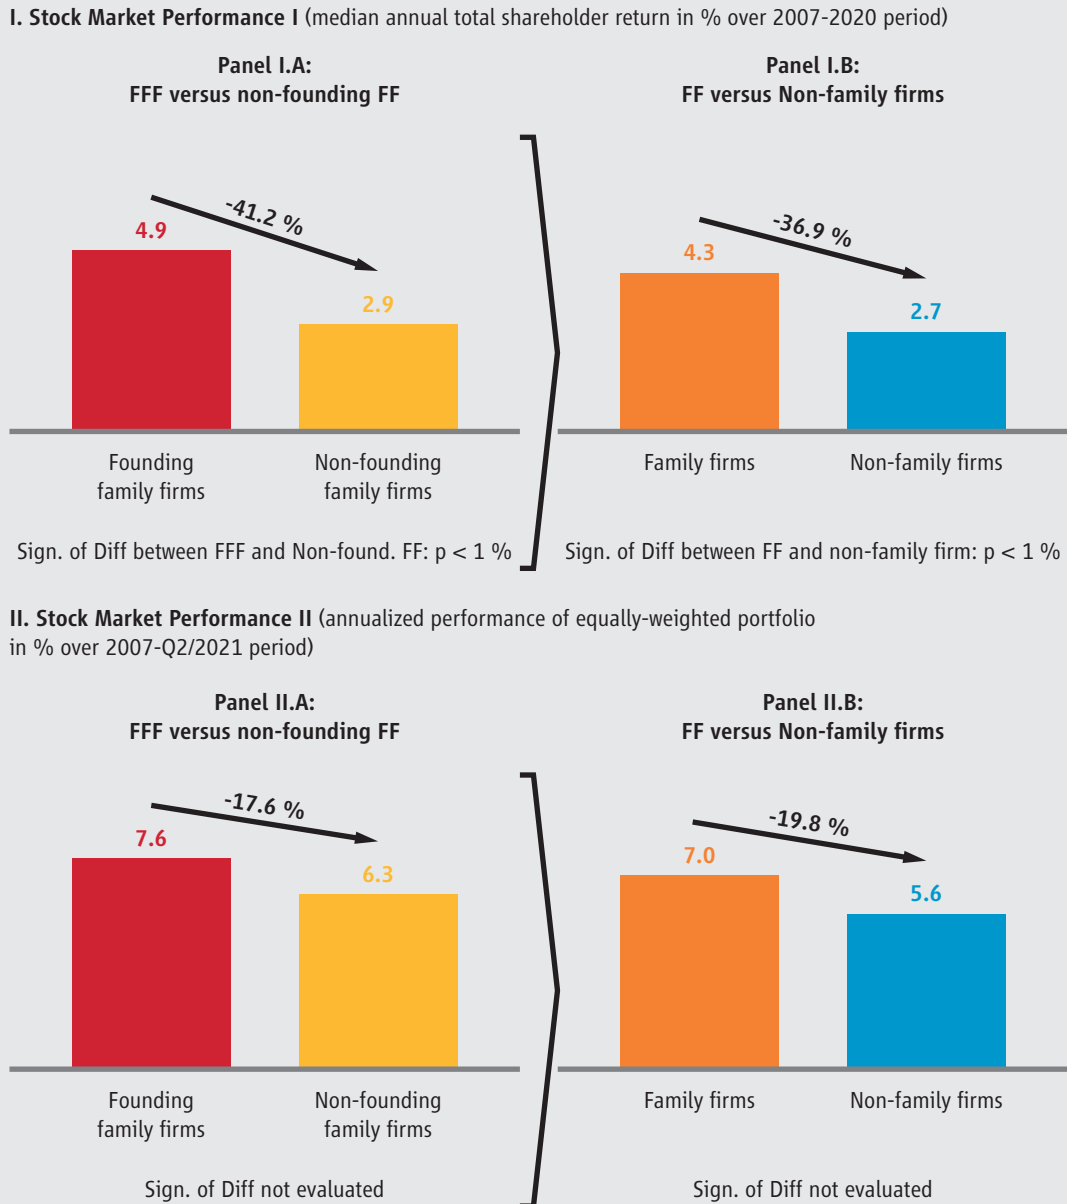 I. Stock Market Performance I (median annual total shareholder return in % over 2007-2020 period)
Panel I.A:
FFF versus non-founding FF
Panel I.B:
FF versus Non-family firms
-41.2 %
4.9
2.9
-36.9 %
4.3
2.7
Founding
family firms
Non-founding
family firms
Family firms
Non-family firms
Sign. of Diff between FFF and Non-found. FF: p < 1 %
Sign. of Diff between FF and non-family firm: p < 1 %
II. Stock Market Performance II (annualized performance of equally-weighted portfolio
in % over 2007-Q2/2021 period)
Panel II.A:
FFF versus non-founding FF
Panel II.B:
FF versus Non-family firms
-17.6 %
7.6
6.3
-19.8 %
7.0
5.6
Founding
family firms
Non-founding
family firms
Family firms
Non-family firms
Sign. of Diff not evaluated
Sign. of Diff not evaluated